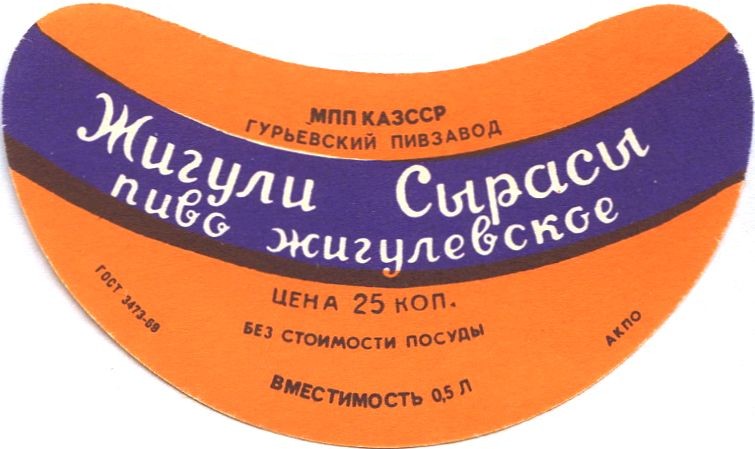 МПП КАЗССР
ГУРЬЕВСКИЙ ПИВЗАВОД
Жигули Сырасы
пиво жигулевское
ЦЕНА 25 КОП.
ГОСТ 3473-69
БЕЗ СТОИМОСТИ ПОСУДЫ
АКПО
ВМЕСТИМОСТЬ 0,5 Л